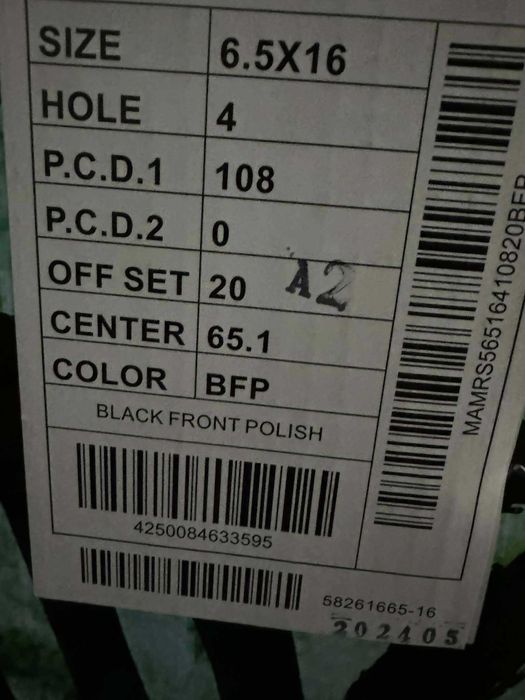 SIZE 6.5X16
HOLE 4
P.C.D.1 108
P.C.D.2 0
OFF SET 20 A2
CENTER 65.1
COLOR BFP
BLACK FRONT POLISH
4250084633595
58261665-16
202405
MAMRS56516410820BFP